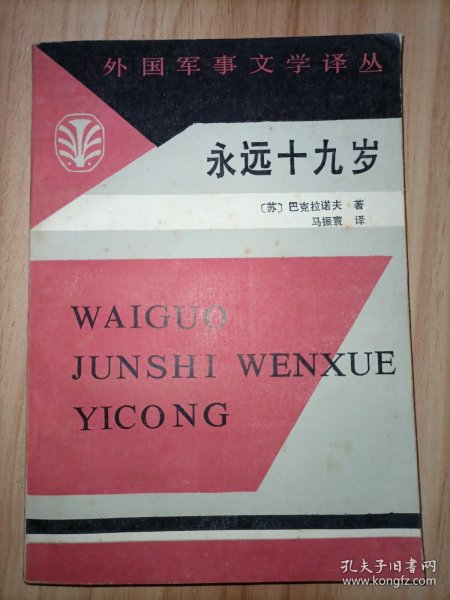 外国军事文学译丛
永远十九岁
〔苏〕巴克拉诺夫 著
马振寰 译
WAIGUO
JUNSHI WENXUE
YICONG
孔夫子旧书网
www.kongfz.com